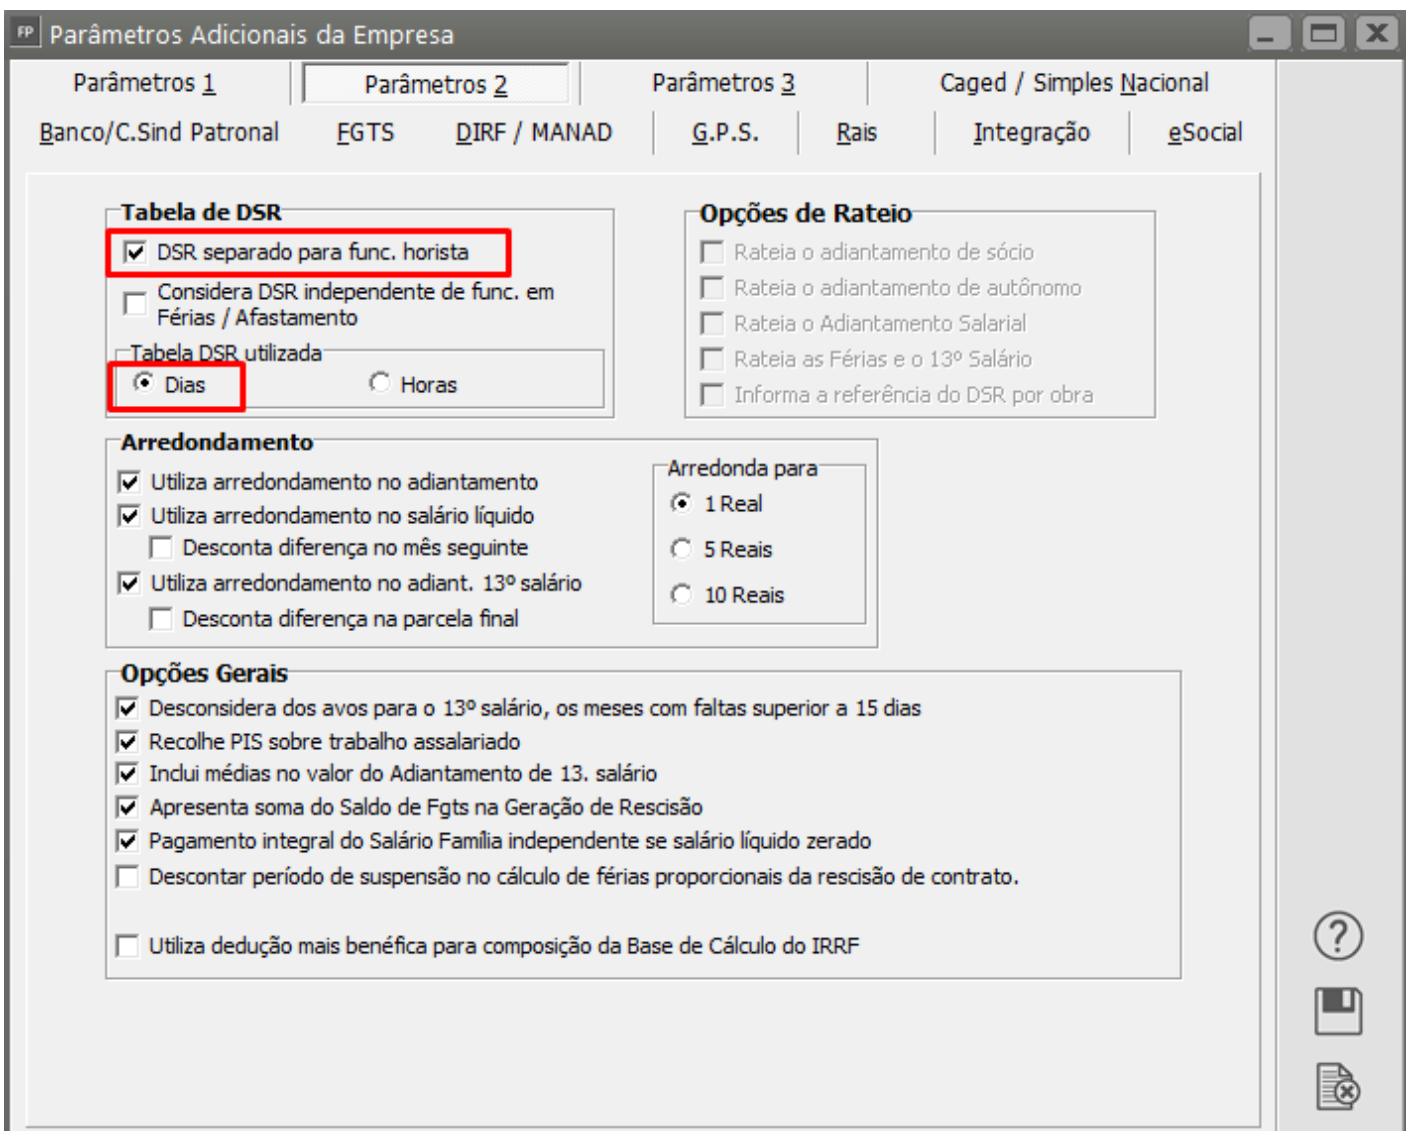 FP Parâmetros Adicionais da Empresa
Parâmetros 1 Parâmetros 2 Parâmetros 3 Caged / Simples Nacional
Banco/C.Sind Patronal FGTS DIRF / MANAD G.P.S. Rais Integração eSocial
Tabela de DSR
DSR separado para func. horista
Considera DSR independente de func. em
Férias / Afastamento
Tabela DSR utilizada
Dias Horas
Opções de Rateio
Rateia o adiantamento de sócio
Rateia o adiantamento de autônomo
Rateia o Adiantamento Salarial
Rateia as Férias e o 13º Salário
Informa a referência do DSR por obra
Arredondamento
Utiliza arredondamento no adiantamento
Utiliza arredondamento no salário líquido
Desconta diferença no mês seguinte
Utiliza arredondamento no adiant. 13º salário
Desconta diferença na parcela final
Arredonda para
1 Real
5 Reais
10 Reais
Opções Gerais
Desconsidera dos avos para o 13º salário, os meses com faltas superior a 15 dias
Recolhe PIS sobre trabalho assalariado
Inclui médias no valor do Adiantamento de 13. salário
Apresenta soma do Saldo de Fgts na Geração de Rescisão
Pagamento integral do Salário Família independente se salário líquido zerado
Descontar período de suspensão no cálculo de férias proporcionais da rescisão de contrato.
Utiliza dedução mais benéfica para composição da Base de Cálculo do IRRF